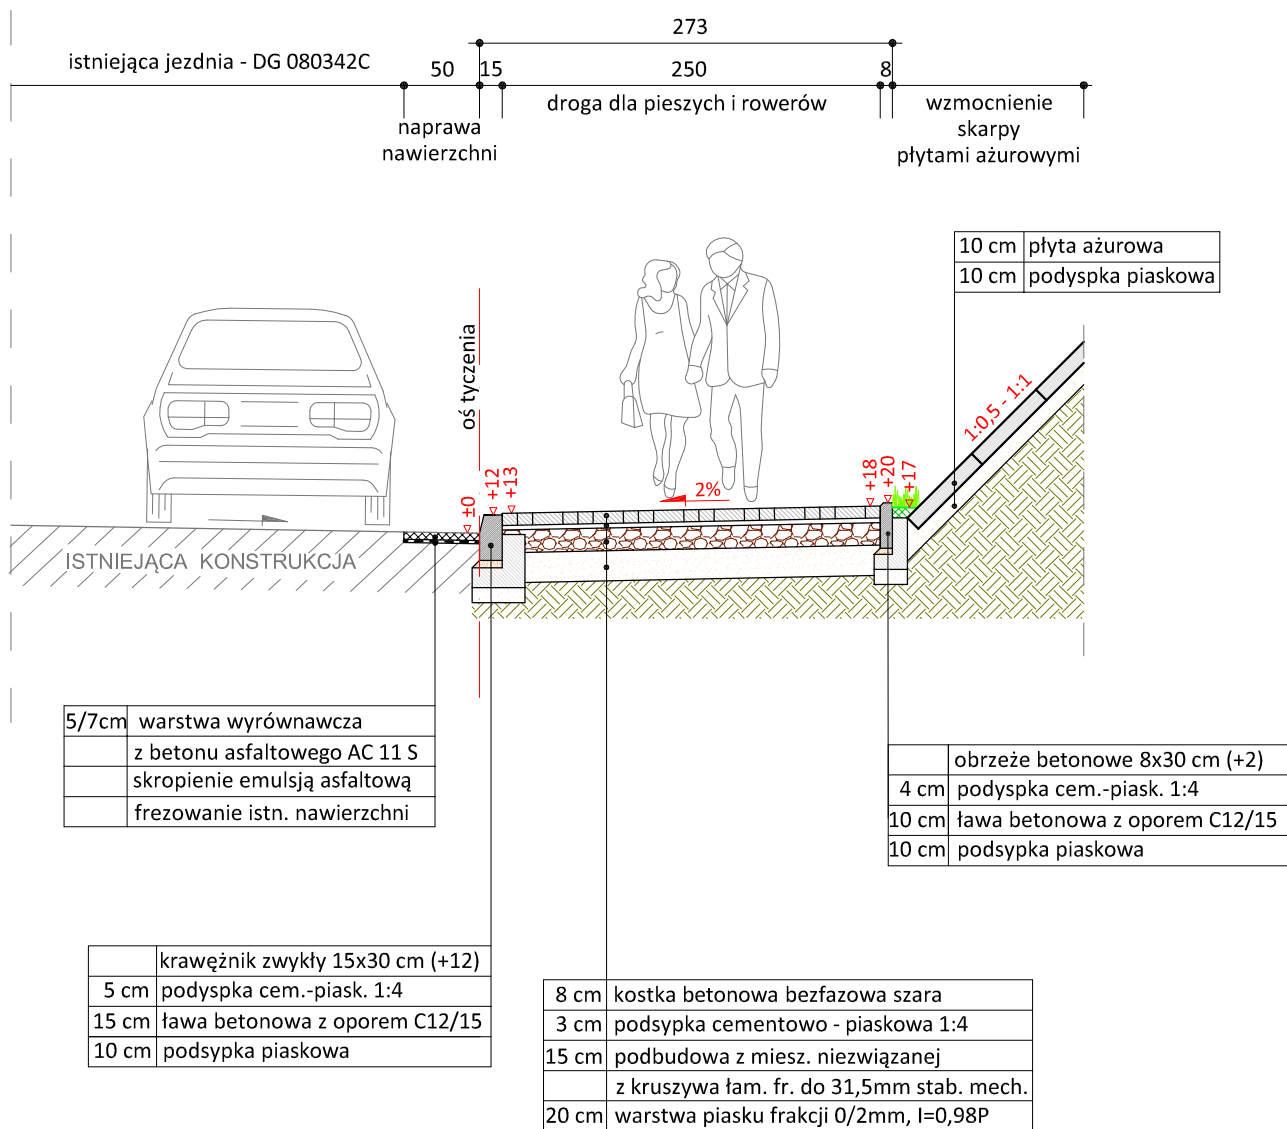 273
istniejąca jezdnia - DG 080342C
50 15 250 8
droga dla pieszych i rowerów
wzmocnienie
skarpy
płytami ażurowymi
naprawa
nawierzchni
10 cm płyta ażurowa
10 cm podyspka piaskowa
oś tyczenia
1:0,5 - 1:1
±0
+12
+13
2%
+18
+20
+17
ISTNIEJĄCA KONSTRUKCJA
5/7cm warstwa wyrównawcza
z betonu asfaltowego AC 11 S
skropienie emulsją asfaltową
frezowanie istn. nawierzchni
obrzeże betonowe 8x30 cm (+2)
4 cm podyspka cem.-piask. 1:4
10 cm ława betonowa z oporem C12/15
10 cm podsypka piaskowa
krawężnik zwykły 15x30 cm (+12)
5 cm podyspka cem.-piask. 1:4
15 cm ława betonowa z oporem C12/15
10 cm podsypka piaskowa
8 cm kostka betonowa bezfazowa szara
3 cm podsypka cementowo - piaskowa 1:4
15 cm podbudowa z miesz. niezwiązanej
z kruszywa łam. fr. do 31,5mm stab. mech.
20 cm warstwa piasku frakcji 0/2mm, I=0,98P